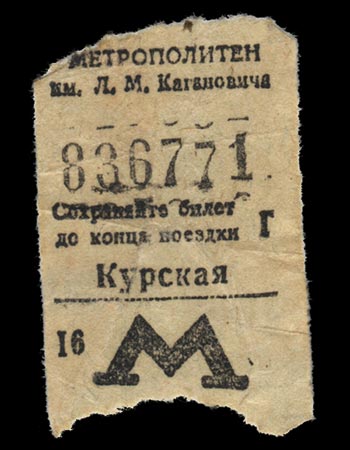 МЕТРОПОЛИТЕН
им. Л. М. Кагановича
836771
Сохраняйте билет
до конца поездки Г
Курская
16
М